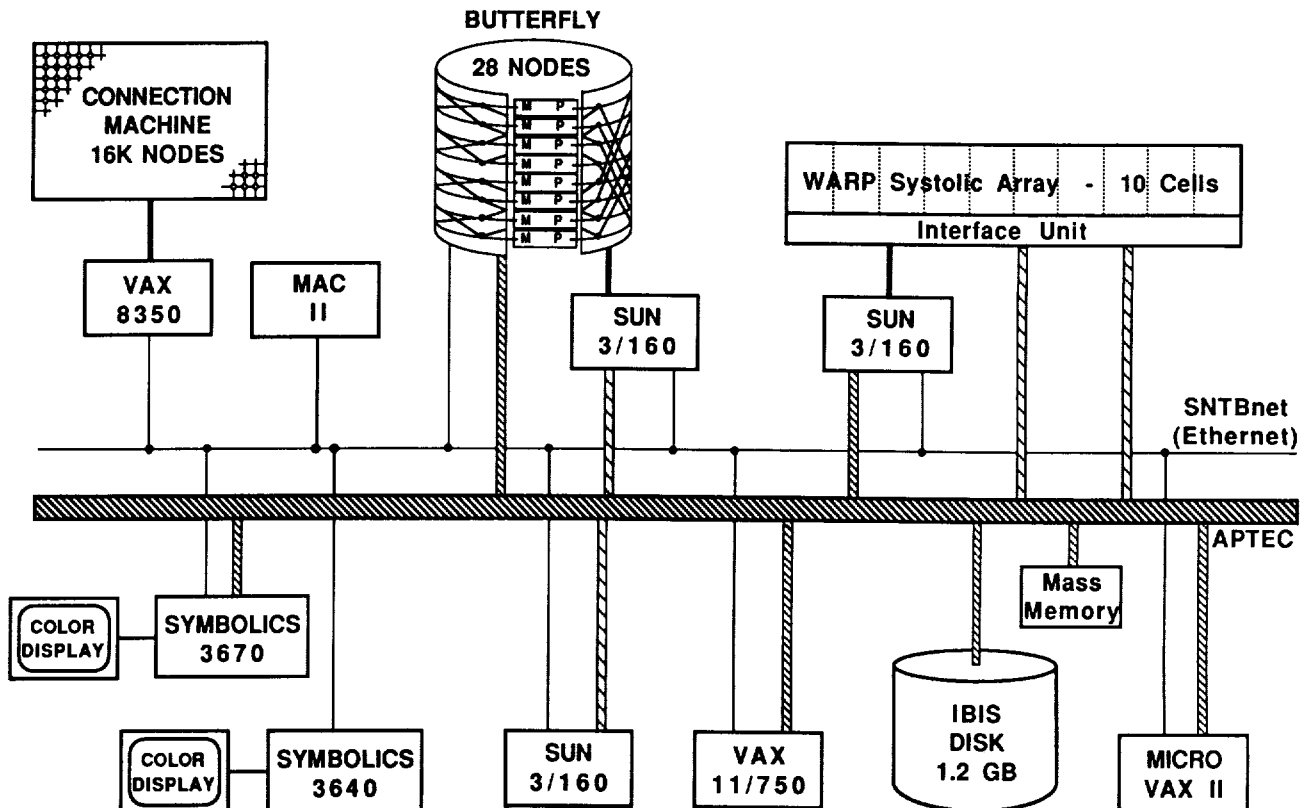 BUTTERFLY
28 NODES
M P
M P
M P
M P
M P
M P
M P
M P
CONNECTION
MACHINE
16K NODES
WARP Systolic Array - 10 Cells
Interface Unit
VAX
8350
MAC
II
SUN
3/160
SUN
3/160
SNTBnet
(Ethernet)
APTEC
COLOR
DISPLAY
SYMBOLICS
3670
Mass
Memory
COLOR
DISPLAY
SYMBOLICS
3640
SUN
3/160
VAX
11/750
IBIS
DISK
1.2 GB
MICRO
VAX II